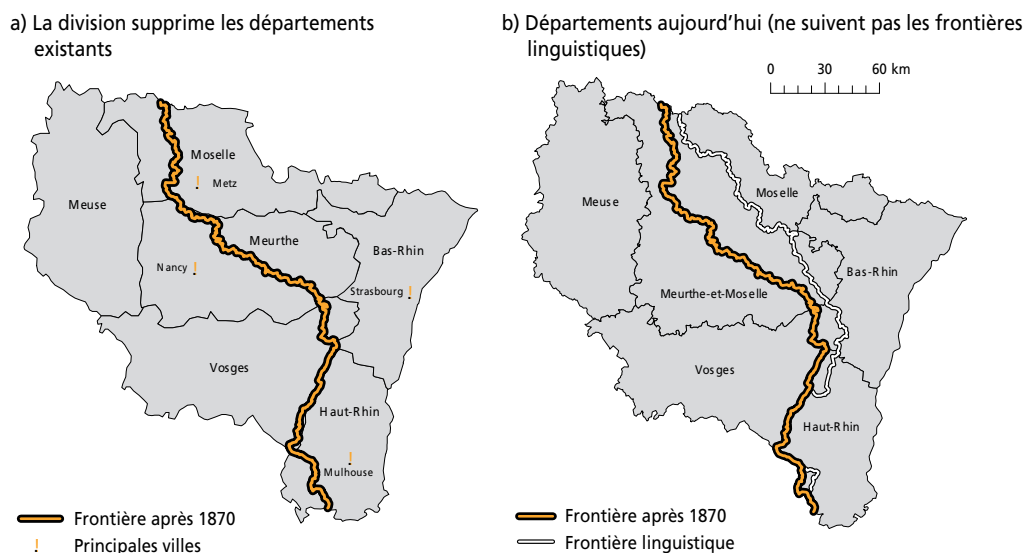 a) La division supprime les départements
existants
Moselle
Metz
Meuse
Meurthe
Bas-Rhin
Nancy
Strasbourg
Vosges
Haut-Rhin
Mulhouse
Frontière après 1870
Principales villes
b) Départements aujourd'hui (ne suivent pas les frontières
linguistiques)
0 30 60 km
Moselle
Meuse
Bas-Rhin
Meurthe-et-Moselle
Vosges
Haut-Rhin
Frontière après 1870
Frontière linguistique